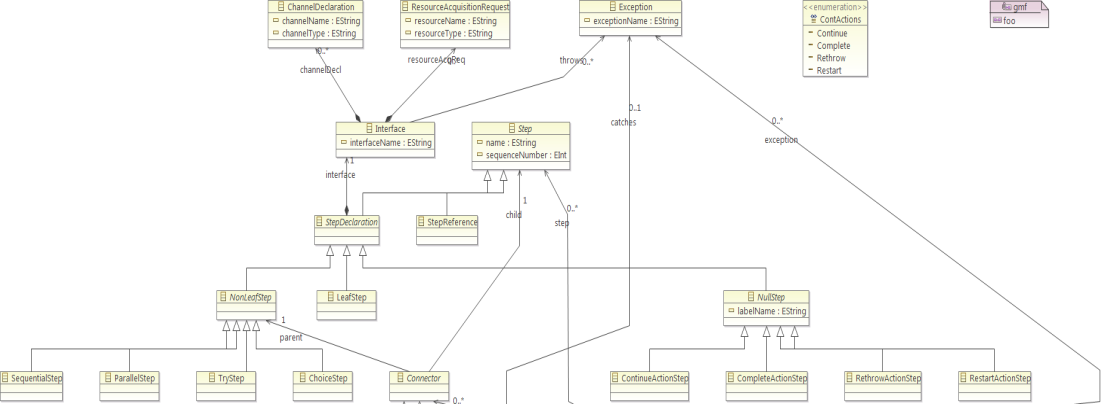 ChannelDeclaration
channelName : EString
channelType : EString
ResourceAcquisitionRequest
resourceName : EString
resourceType : EString
Exception
exceptionName : EString
<<enumeration>>
ContActions
Continue
Complete
Rethrow
Restart
gmf
foo
0..*
channelDecl
resourceAcqReq
0..*
throws
0..*
0..1
catches
0..*
exception
Interface
interfaceName : EString
Step
name : EString
sequenceNumber : EInt
1
interface
1
child
0..*
step
StepDeclaration
StepReference
NonLeafStep
LeafStep
NullStep
labelName : EString
1
parent
SequentialStep
ParallelStep
TryStep
ChoiceStep
Connector
ContinueActionStep
CompleteActionStep
RethrowActionStep
RestartActionStep
0..*